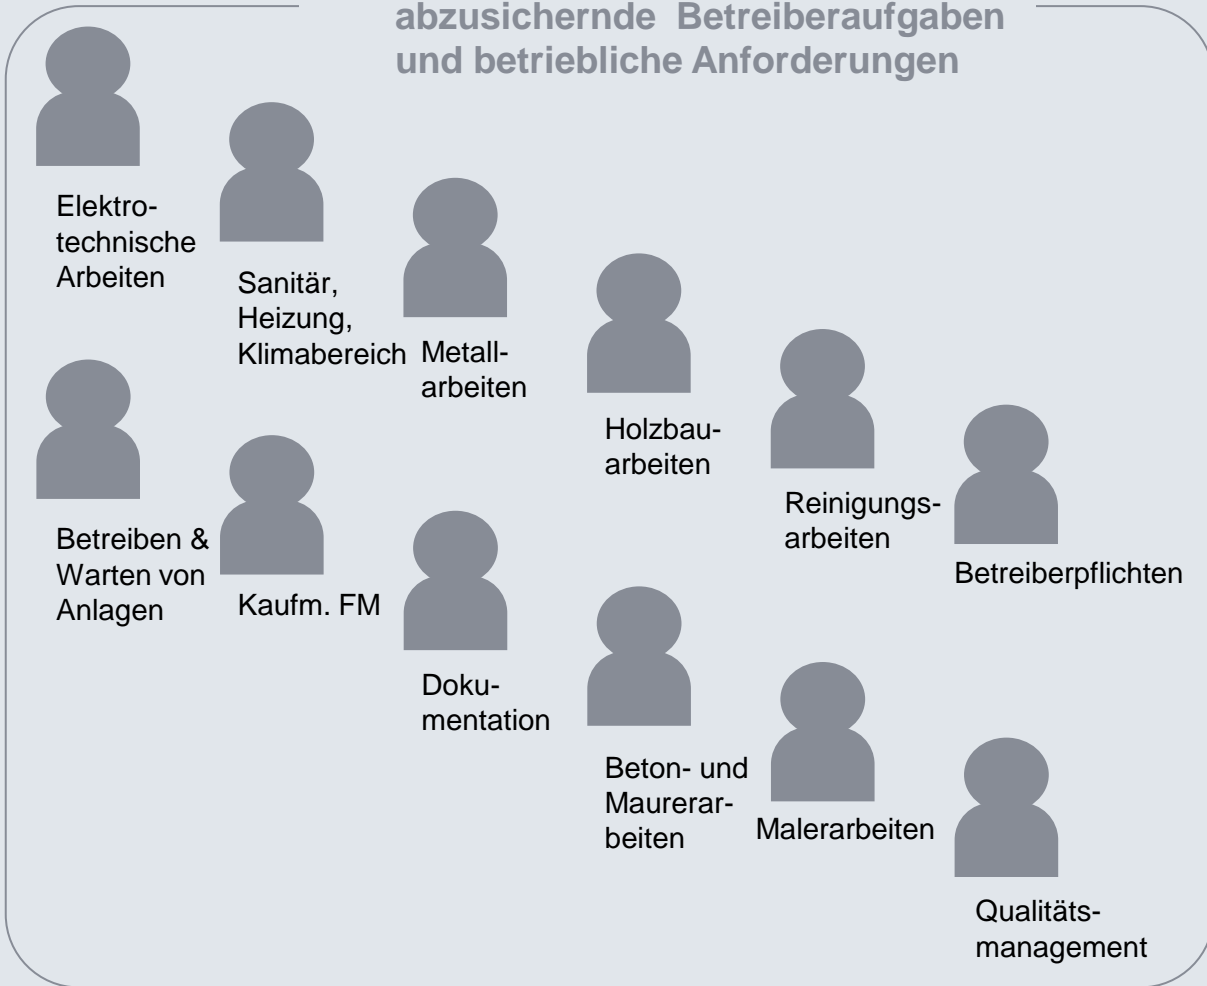 abzusichernde Betreiberaufgaben
und betriebliche Anforderungen
Elektro-
technische
Arbeiten
Sanitär,
Heizung,
Klimabereich
Metall-
arbeiten
Holzbau-
arbeiten
Reinigungs-
arbeiten
Betreiberpflichten
Betreiben &
Warten von
Anlagen
Kaufm. FM
Doku-
mentation
Beton- und
Maurerar-
beiten
Malerarbeiten
Qualitäts-
management